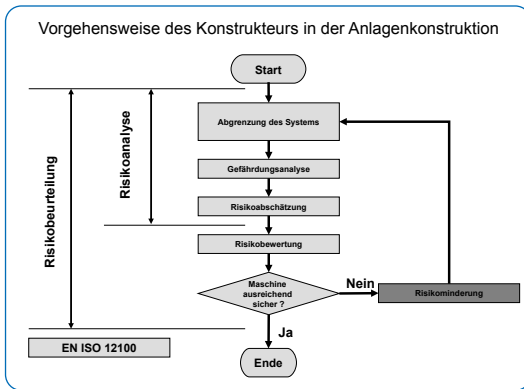 Vorgehensweise des Konstrukteurs in der Anlagenkonstruktion
Start
Abgrenzung des Systems
Gefährdungsanalyse
Risikoabschätzung
Risikobewertung
Maschine
ausreichend
sicher ?
Nein
Risikominderung
Ja
Ende
Risikobeurteilung
Risikoanalyse
EN ISO 12100